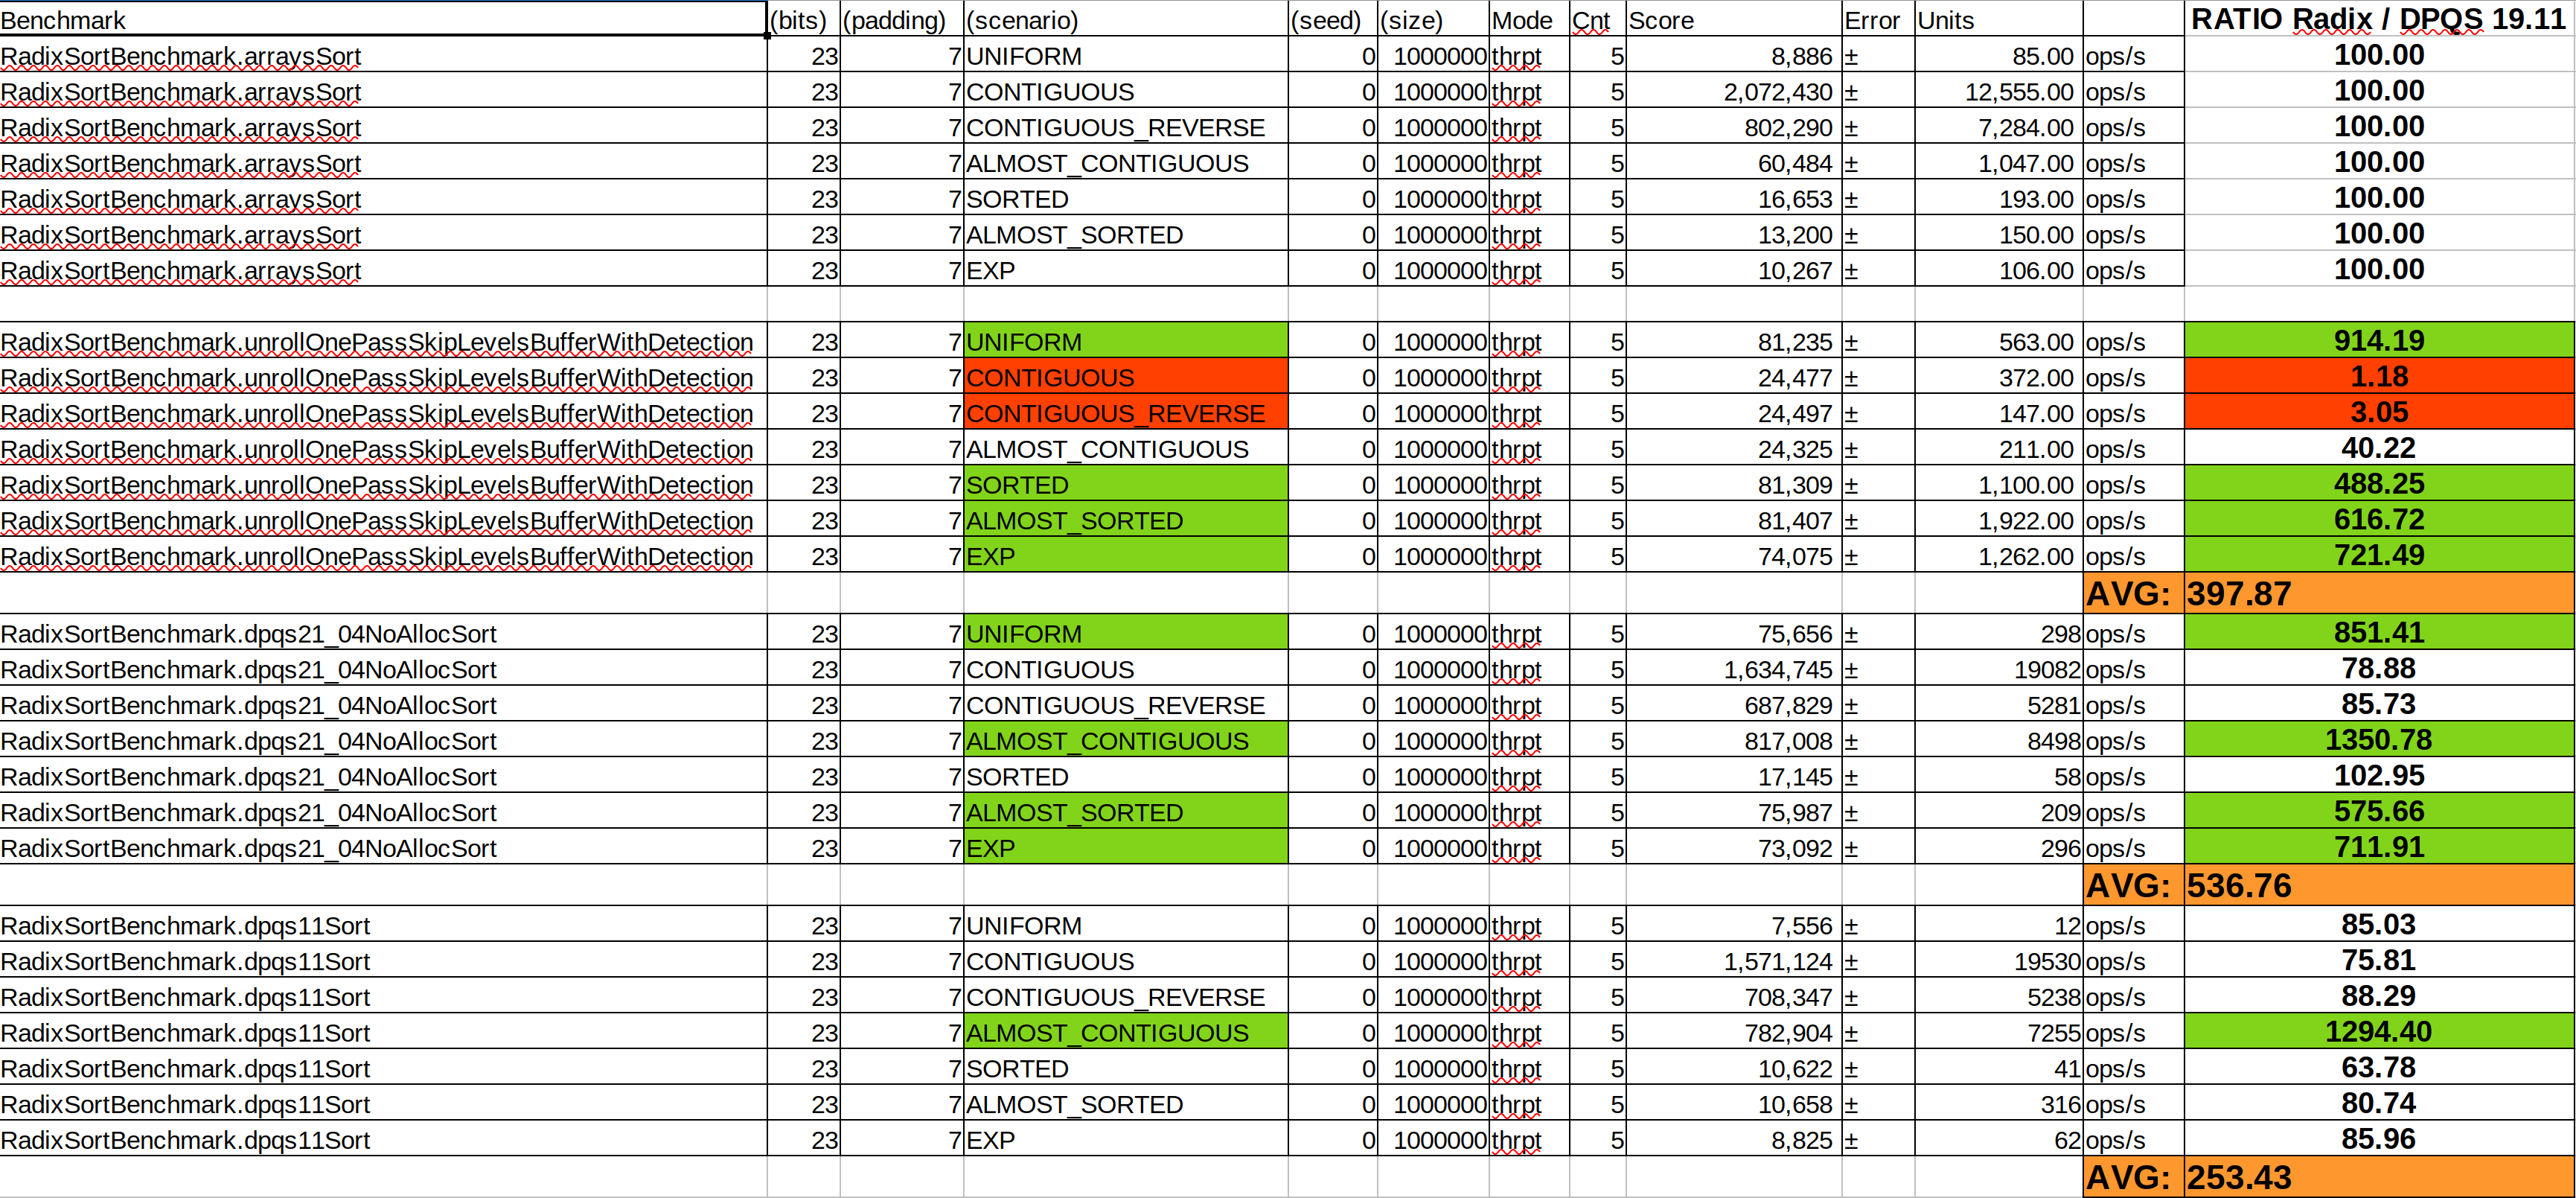 Benchmark (bits) (padding) (scenario) (seed) (size) Mode Cnt Score Error Units RATIO Radix / DPQS 19.11
RadixSortBenchmark.arraysSort 23 7 UNIFORM 0 1000000 thrpt 5 8,886 ± 85.00 ops/s 100.00
RadixSortBenchmark.arraysSort 23 7 CONTIGUOUS 0 1000000 thrpt 5 2,072,430 ± 12,555.00 ops/s 100.00
RadixSortBenchmark.arraysSort 23 7 CONTIGUOUS_REVERSE 0 1000000 thrpt 5 802,290 ± 7,284.00 ops/s 100.00
RadixSortBenchmark.arraysSort 23 7 ALMOST_CONTIGUOUS 0 1000000 thrpt 5 60,484 ± 1,047.00 ops/s 100.00
RadixSortBenchmark.arraysSort 23 7 SORTED 0 1000000 thrpt 5 16,653 ± 193.00 ops/s 100.00
RadixSortBenchmark.arraysSort 23 7 ALMOST_SORTED 0 1000000 thrpt 5 13,200 ± 150.00 ops/s 100.00
RadixSortBenchmark.arraysSort 23 7 EXP 0 1000000 thrpt 5 10,267 ± 106.00 ops/s 100.00
RadixSortBenchmark.unrollOnePassSkipLevelsBufferWithDetection 23 7 UNIFORM 0 1000000 thrpt 5 81,235 ± 563.00 ops/s 914.19
RadixSortBenchmark.unrollOnePassSkipLevelsBufferWithDetection 23 7 CONTIGUOUS 0 1000000 thrpt 5 24,477 ± 372.00 ops/s 1.18
RadixSortBenchmark.unrollOnePassSkipLevelsBufferWithDetection 23 7 CONTIGUOUS_REVERSE 0 1000000 thrpt 5 24,497 ± 147.00 ops/s 3.05
RadixSortBenchmark.unrollOnePassSkipLevelsBufferWithDetection 23 7 ALMOST_CONTIGUOUS 0 1000000 thrpt 5 24,325 ± 211.00 ops/s 40.22
RadixSortBenchmark.unrollOnePassSkipLevelsBufferWithDetection 23 7 SORTED 0 1000000 thrpt 5 81,309 ± 1,100.00 ops/s 488.25
RadixSortBenchmark.unrollOnePassSkipLevelsBufferWithDetection 23 7 ALMOST_SORTED 0 1000000 thrpt 5 81,407 ± 1,922.00 ops/s 616.72
RadixSortBenchmark.unrollOnePassSkipLevelsBufferWithDetection 23 7 EXP 0 1000000 thrpt 5 74,075 ± 1,262.00 ops/s 721.49
AVG: 397.87
RadixSortBenchmark.dpqs21_04NoAllocSort 23 7 UNIFORM 0 1000000 thrpt 5 75,656 ± 298 ops/s 851.41
RadixSortBenchmark.dpqs21_04NoAllocSort 23 7 CONTIGUOUS 0 1000000 thrpt 5 1,634,745 ± 19082 ops/s 78.88
RadixSortBenchmark.dpqs21_04NoAllocSort 23 7 CONTIGUOUS_REVERSE 0 1000000 thrpt 5 687,829 ± 5281 ops/s 85.73
RadixSortBenchmark.dpqs21_04NoAllocSort 23 7 ALMOST_CONTIGUOUS 0 1000000 thrpt 5 817,008 ± 8498 ops/s 1350.78
RadixSortBenchmark.dpqs21_04NoAllocSort 23 7 SORTED 0 1000000 thrpt 5 17,145 ± 58 ops/s 102.95
RadixSortBenchmark.dpqs21_04NoAllocSort 23 7 ALMOST_SORTED 0 1000000 thrpt 5 75,987 ± 209 ops/s 575.66
RadixSortBenchmark.dpqs21_04NoAllocSort 23 7 EXP 0 1000000 thrpt 5 73,092 ± 296 ops/s 711.91
AVG: 536.76
RadixSortBenchmark.dpqs11Sort 23 7 UNIFORM 0 1000000 thrpt 5 7,556 ± 12 ops/s 85.03
RadixSortBenchmark.dpqs11Sort 23 7 CONTIGUOUS 0 1000000 thrpt 5 1,571,124 ± 19530 ops/s 75.81
RadixSortBenchmark.dpqs11Sort 23 7 CONTIGUOUS_REVERSE 0 1000000 thrpt 5 708,347 ± 5238 ops/s 88.29
RadixSortBenchmark.dpqs11Sort 23 7 ALMOST_CONTIGUOUS 0 1000000 thrpt 5 782,904 ± 7255 ops/s 1294.40
RadixSortBenchmark.dpqs11Sort 23 7 SORTED 0 1000000 thrpt 5 10,622 ± 41 ops/s 63.78
RadixSortBenchmark.dpqs11Sort 23 7 ALMOST_SORTED 0 1000000 thrpt 5 10,658 ± 316 ops/s 80.74
RadixSortBenchmark.dpqs11Sort 23 7 EXP 0 1000000 thrpt 5 8,825 ± 62 ops/s 85.96
AVG: 253.43